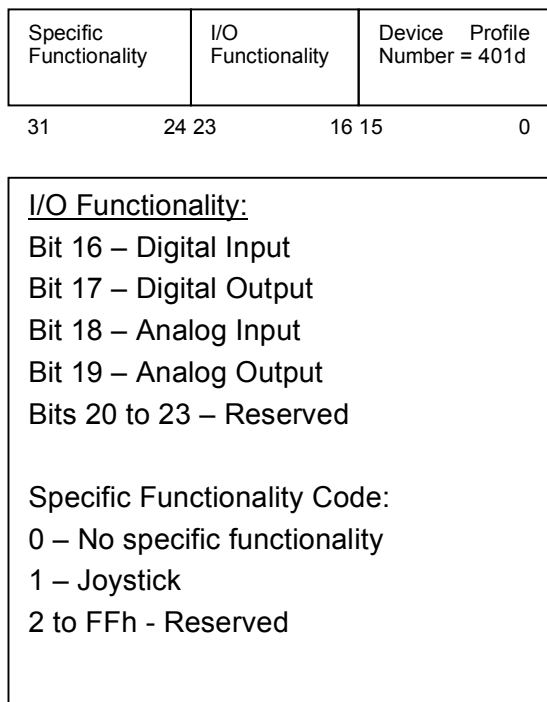 Specific Functionality
I/O Functionality
Device Profile Number = 401d
31 24 23 16 15 0
I/O Functionality:
Bit 16 – Digital Input
Bit 17 – Digital Output
Bit 18 – Analog Input
Bit 19 – Analog Output
Bits 20 to 23 – Reserved
Specific Functionality Code:
0 – No specific functionality
1 – Joystick
2 to FFh - Reserved